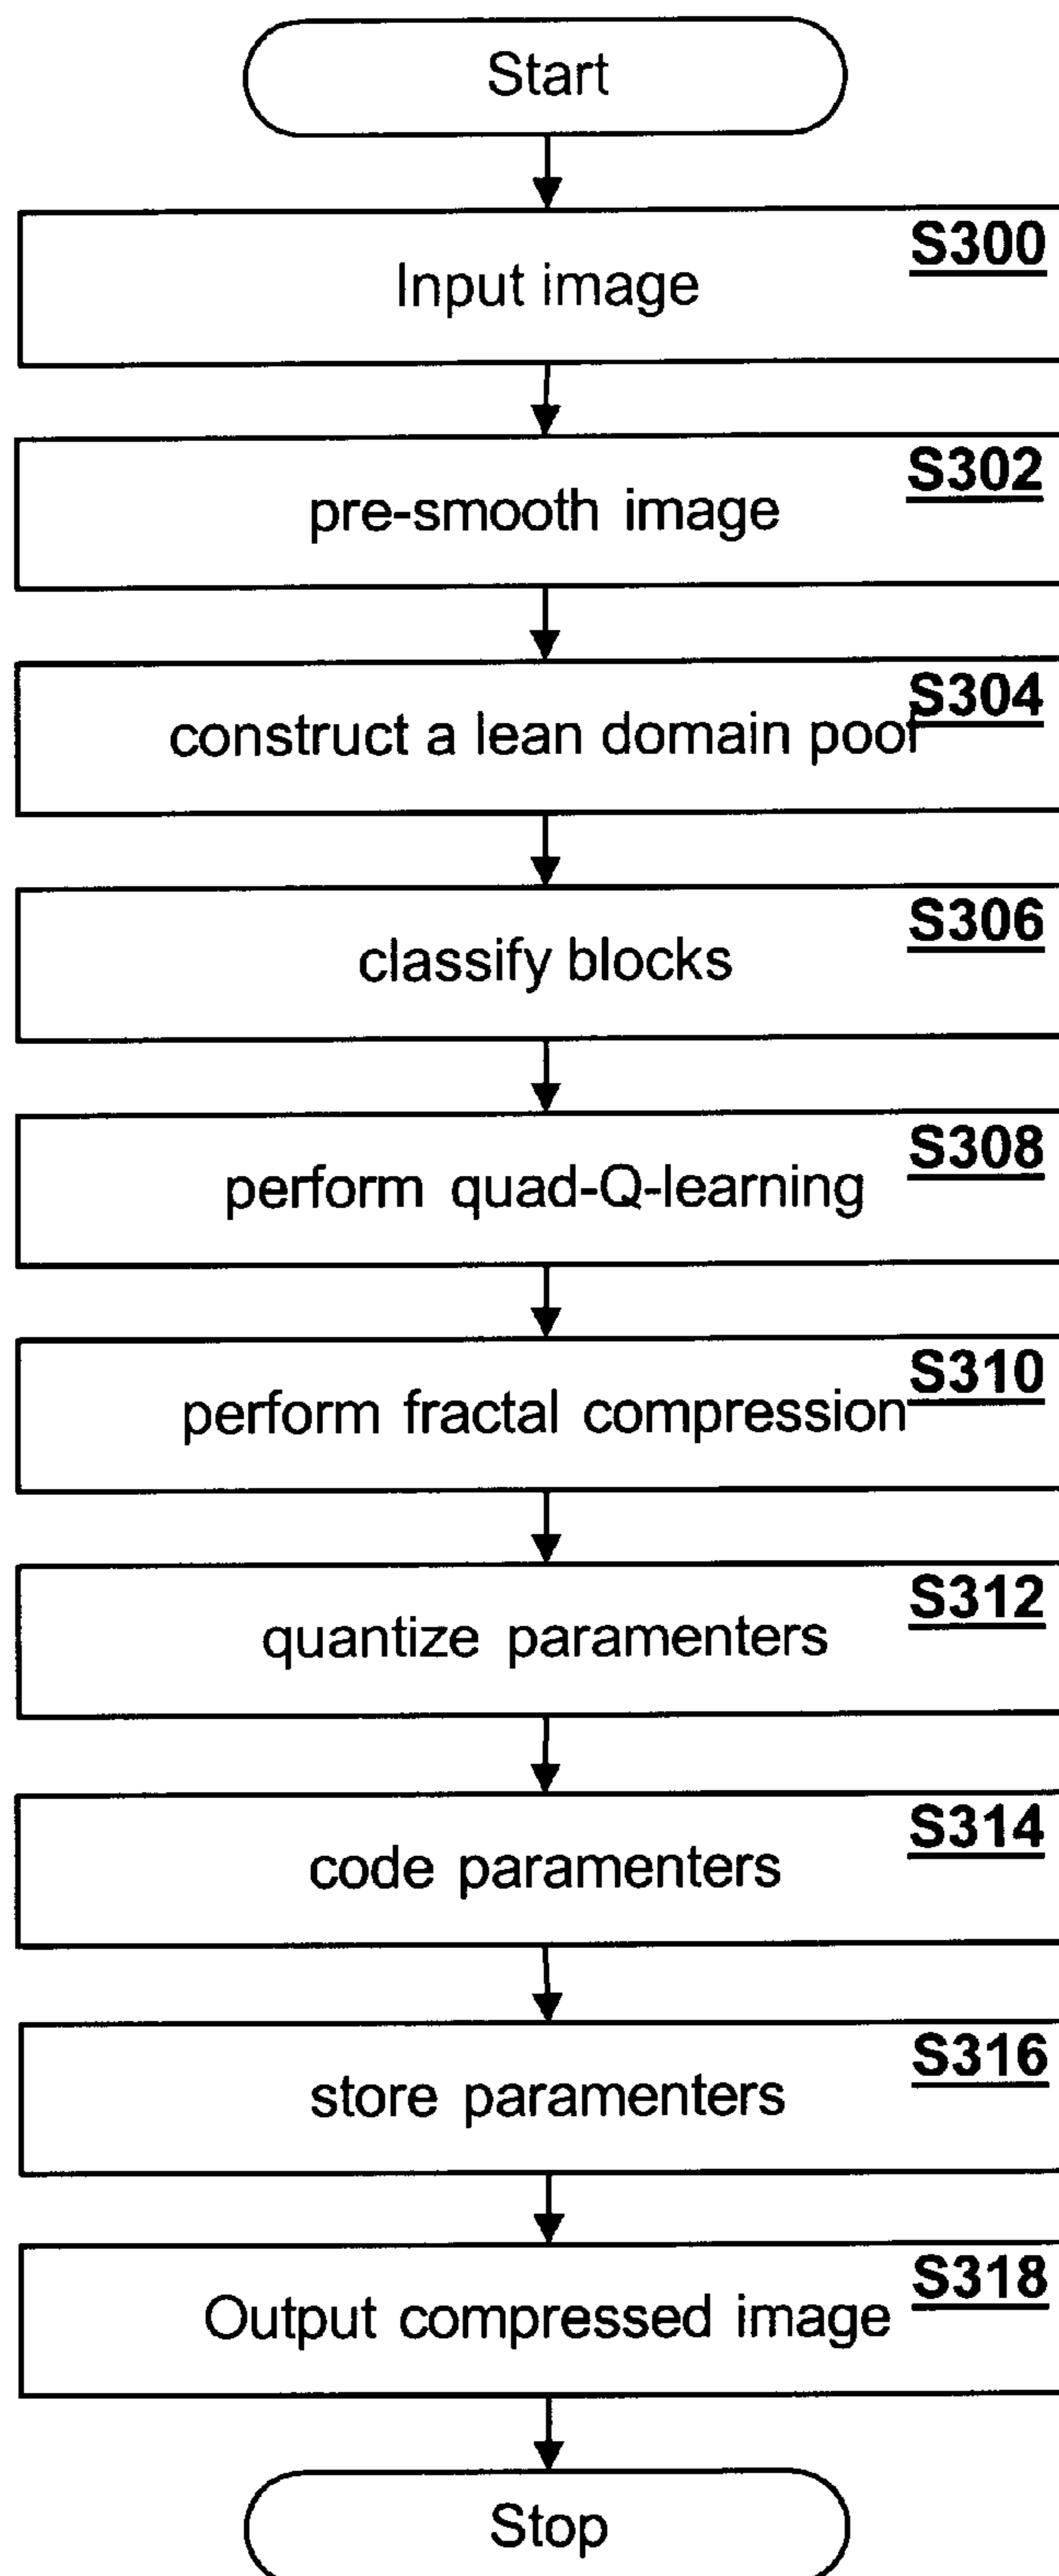 Start
S300
Input image
S302
pre-smooth image
S304
construct a lean domain pool
S306
classify blocks
S308
perform quad-Q-learning
S310
perform fractal compression
S312
quantize paramenters
S314
code paramenters
S316
store paramenters
S318
Output compressed image
Stop